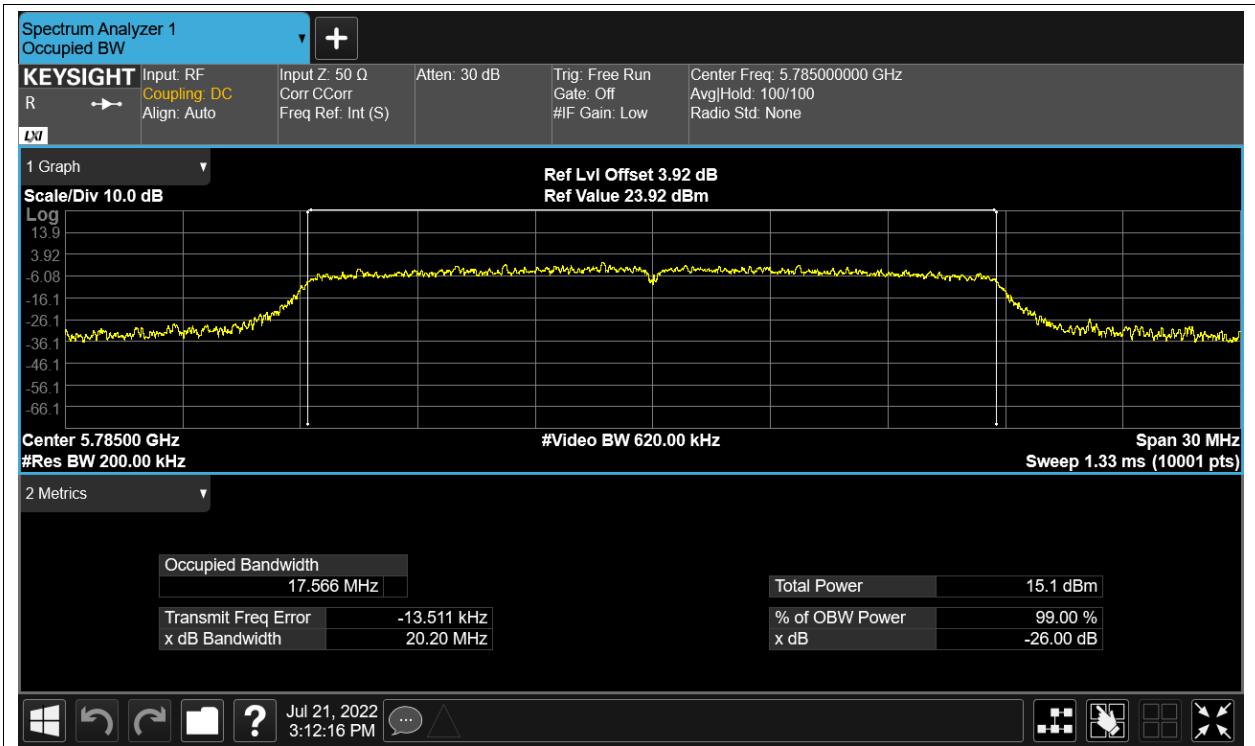 Spectrum Analyzer 1
Occupied BW
KEYSIGHT
R
LXI
Input: RF
Coupling: DC
Align: Auto
Input Z: 50 Ω
Corr CCorr
Freq Ref: Int (S)
Atten: 30 dB
Trig: Free Run
Gate: Off
#IF Gain: Low
Center Freq: 5.785000000 GHz
Avg|Hold: 100/100
Radio Std: None
1 Graph
Scale/Div 10.0 dB
Ref Lvl Offset 3.92 dB
Ref Value 23.92 dBm
Log
13.9
3.92
-6.08
-16.1
-26.1
-36.1
-46.1
-56.1
-66.1
Center 5.78500 GHz
#Video BW 620.00 kHz
Span 30 MHz
#Res BW 200.00 kHz
Sweep 1.33 ms (10001 pts)
2 Metrics
Occupied Bandwidth
17.566 MHz
Total Power 15.1 dBm
Transmit Freq Error -13.511 kHz
% of OBW Power 99.00 %
x dB Bandwidth 20.20 MHz
x dB -26.00 dB
?
Jul 21, 2022
3:12:16 PM